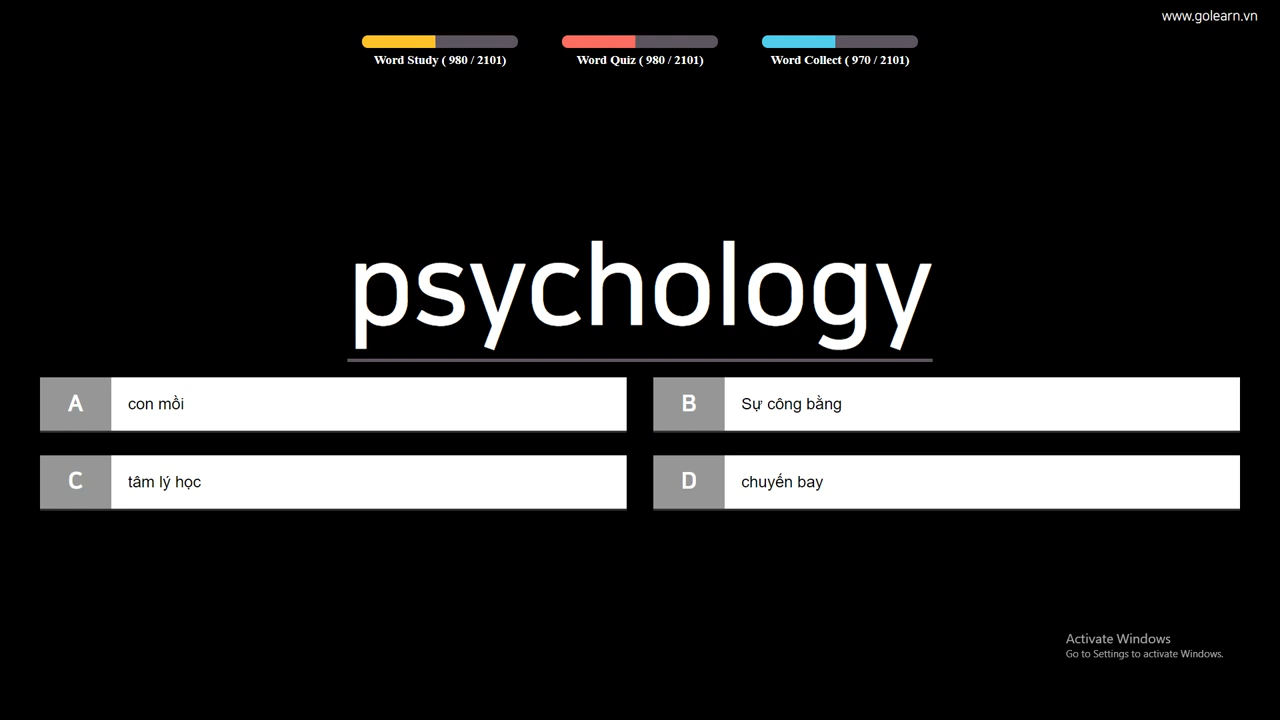 www.golearn.vn
Word Study ( 980 / 2101)
Word Quiz ( 980 / 2101)
Word Collect ( 970 / 2101)
psychology
A con mồi
B Sự công bằng
C tâm lý học
D chuyến bay
Activate Windows
Go to Settings to activate Windows.